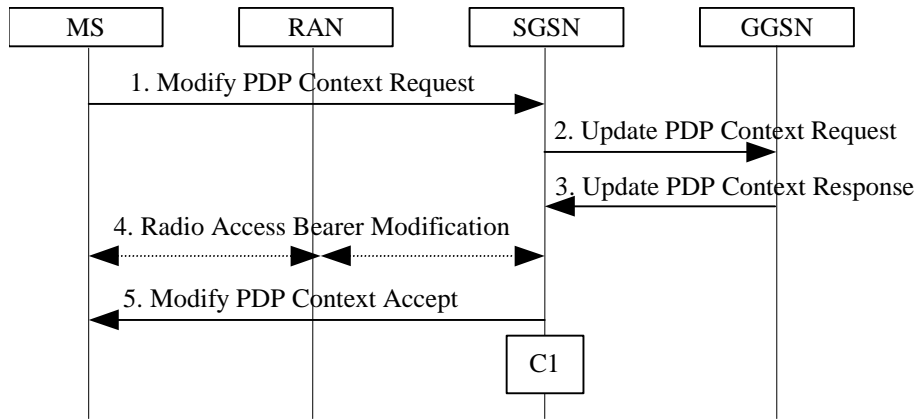 MS RAN SGSN GGSN
1. Modify PDP Context Request
2. Update PDP Context Request
3. Update PDP Context Response
4. Radio Access Bearer Modification
5. Modify PDP Context Accept
C1